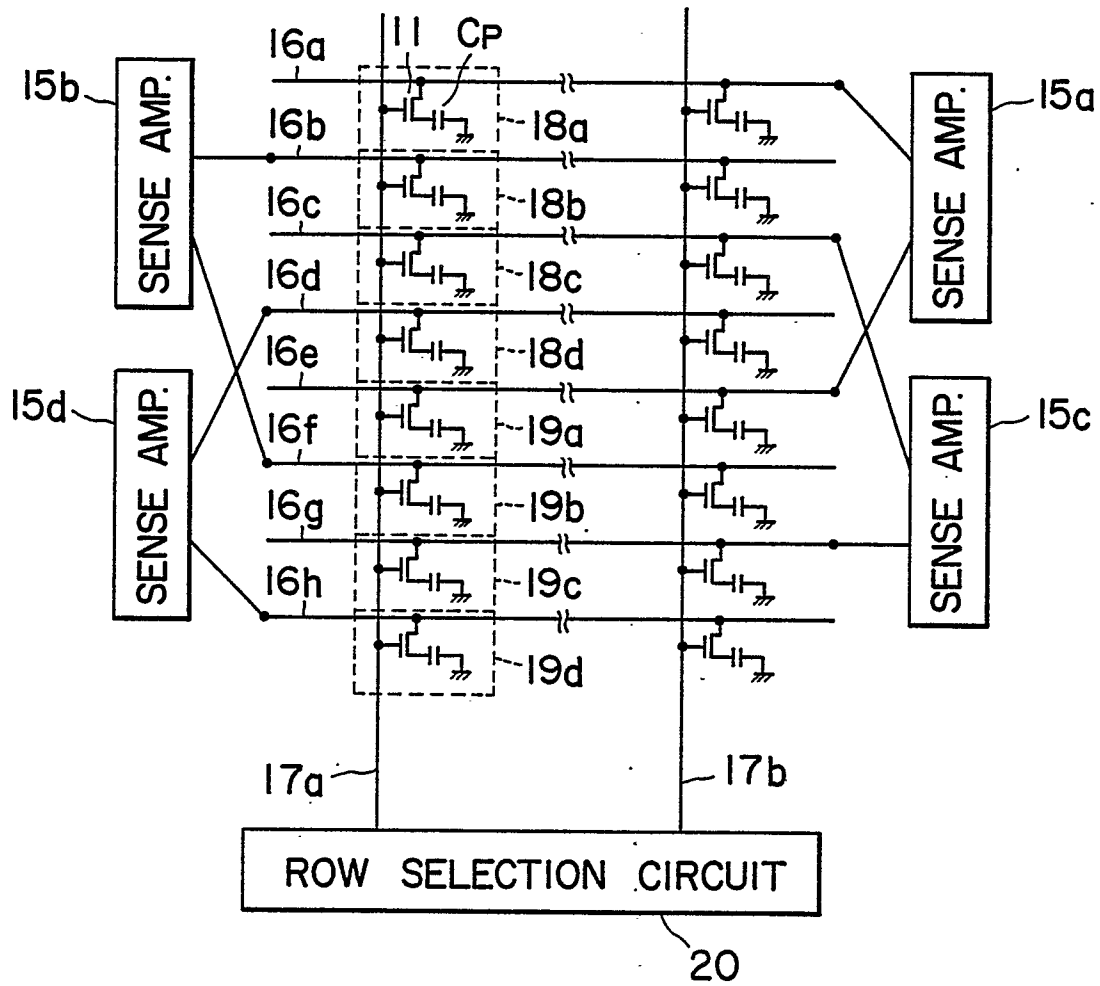 11
CP
16a
15b
SENSE AMP.
15a
SENSE AMP.
18a
16b
18b
16c
18c
16d
18d
16e
15d
SENSE AMP.
15c
SENSE AMP.
19a
16f
19b
16g
19c
16h
19d
17a
17b
ROW SELECTION CIRCUIT
20